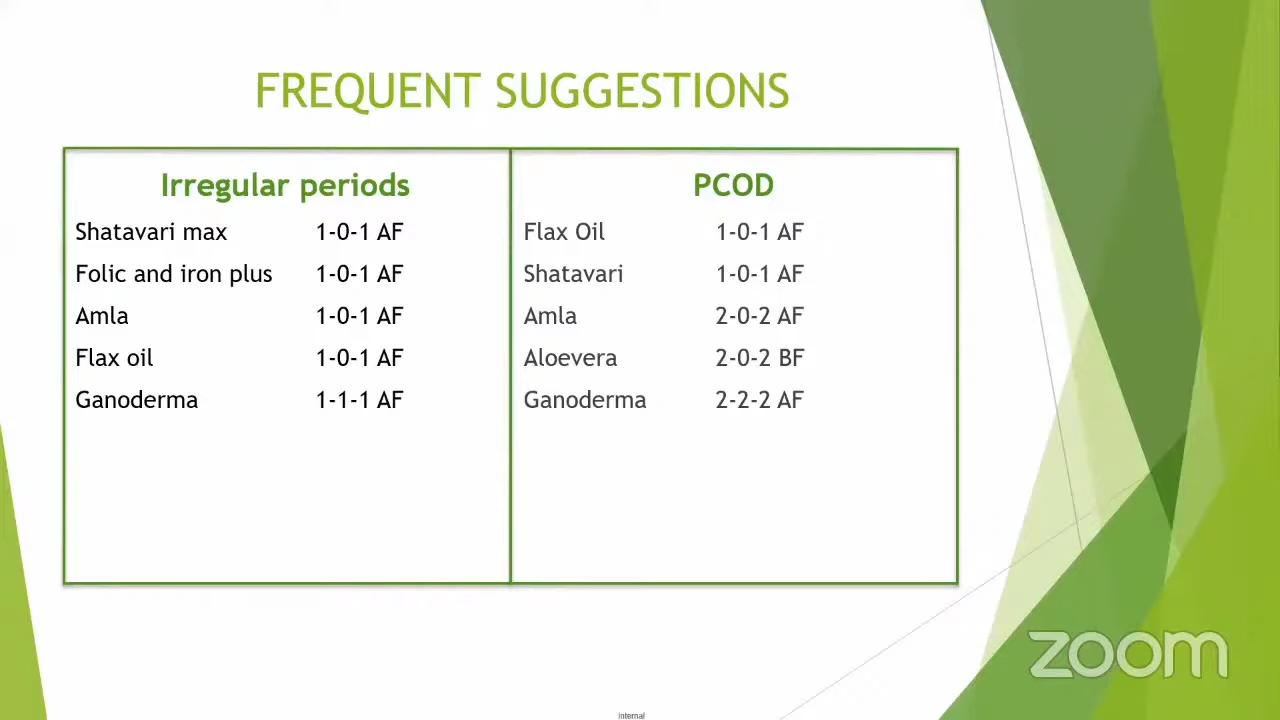 FREQUENT SUGGESTIONS
Irregular periods
Shatavari max 1-0-1 AF
Folic and iron plus 1-0-1 AF
Amla 1-0-1 AF
Flax oil 1-0-1 AF
Ganoderma 1-1-1 AF
PCOD
Flax Oil 1-0-1 AF
Shatavari 1-0-1 AF
Amla 2-0-2 AF
Aloevera 2-0-2 BF
Ganoderma 2-2-2 AF
zoom
Internal